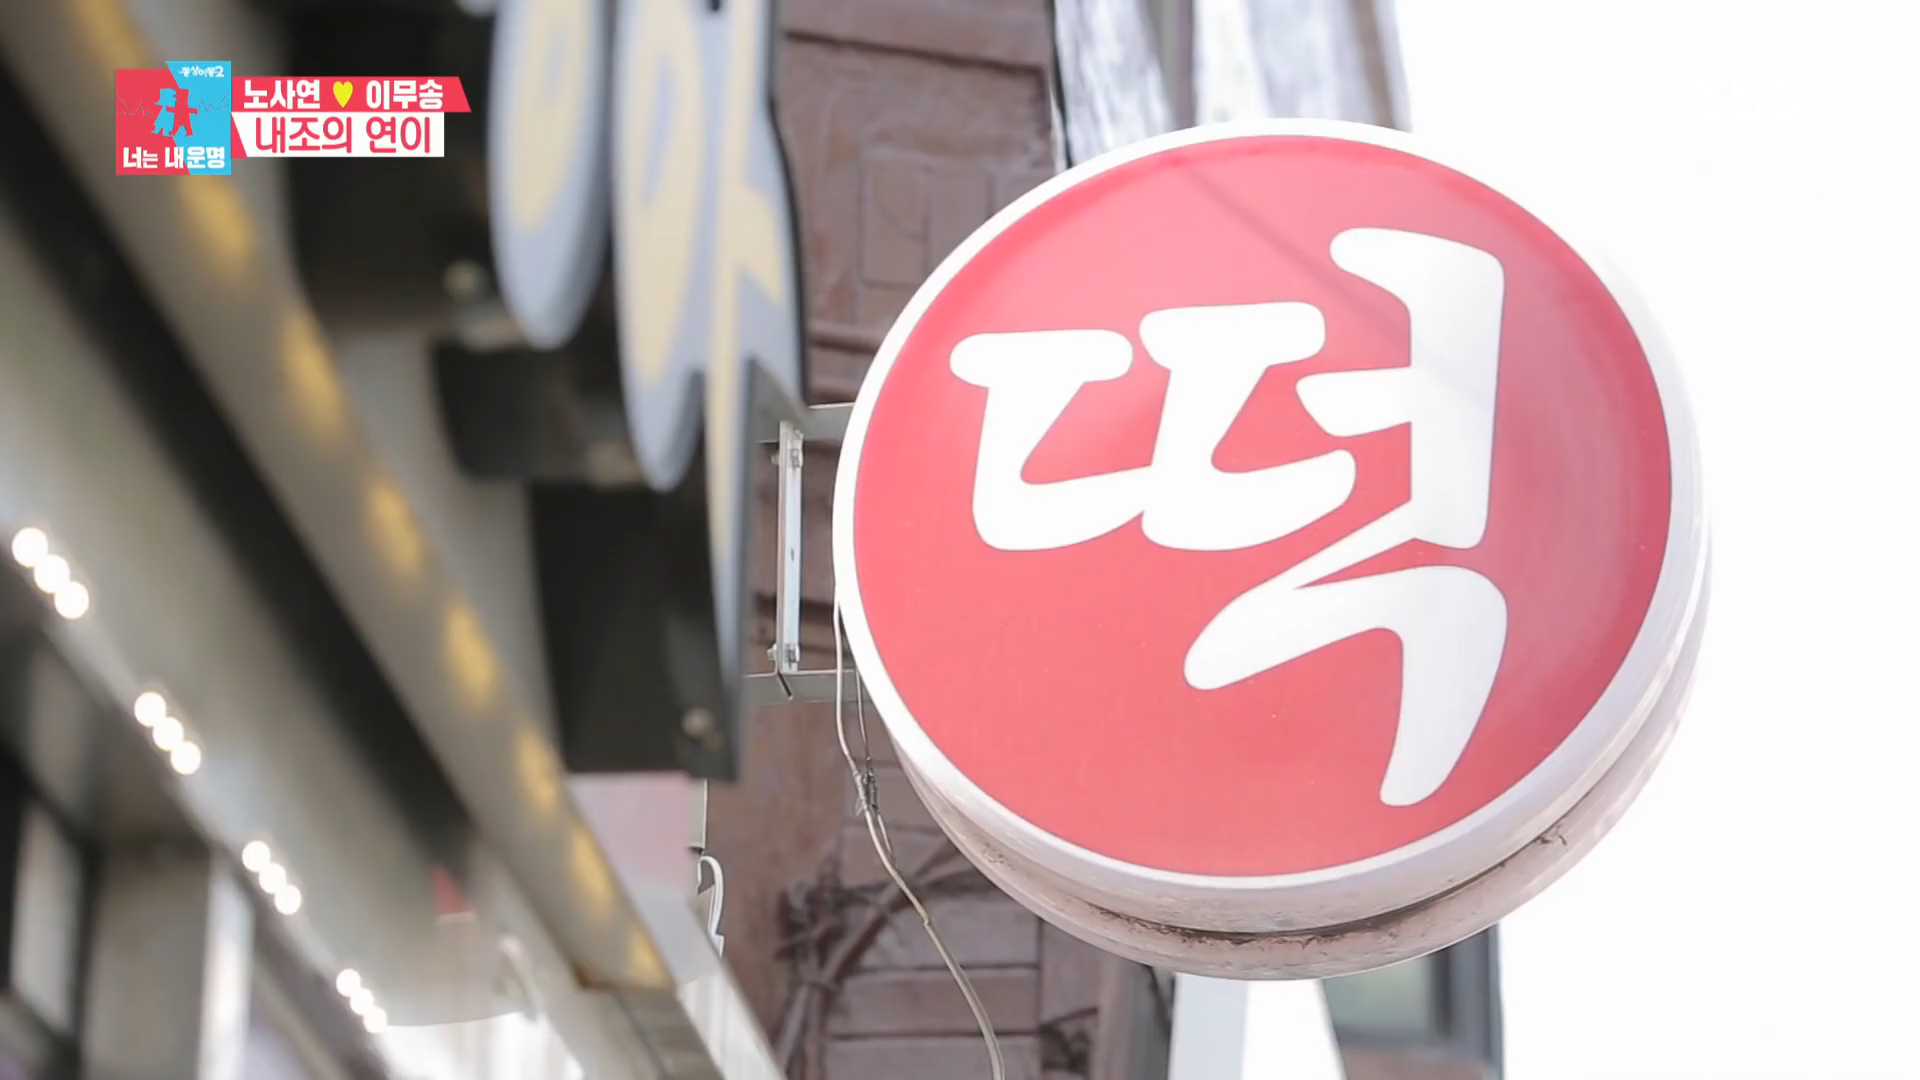 동상이몽2
너는 내 운명
노사연 💛 이무송
내조의 연이
SBS
떡